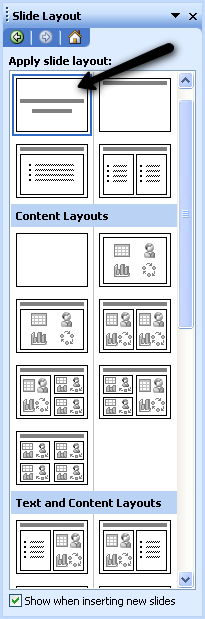 Slide Layout
Apply slide layout:
Content Layouts
Text and Content Layouts
Show when inserting new slides